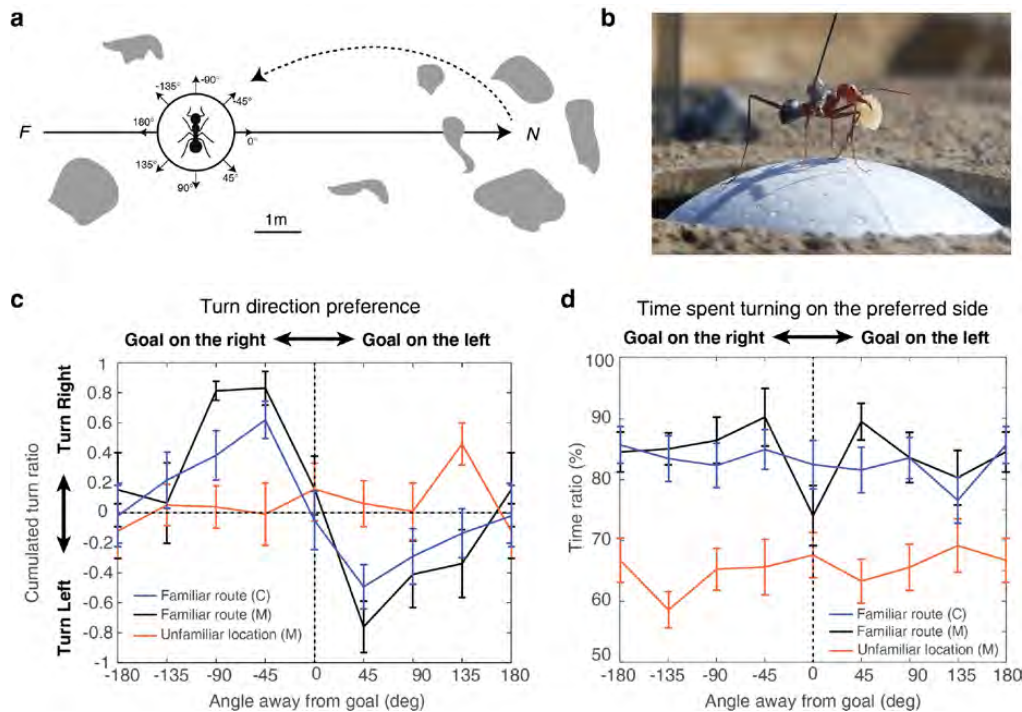 a
-90°
-135°
-45°
F
180°
0°
N
135°
45°
90°
1m
b
c
Turn direction preference
Goal on the right
Goal on the left
Turn Right
Turn Left
Cumulated turn ratio
1
0.8
0.6
0.4
0.2
0
-0.2
-0.4
-0.6
-0.8
-1
Familiar route (C)
Familiar route (M)
Unfamiliar location (M)
-180 -135 -90 -45 0 45 90 135 180
Angle away from goal (deg)
d
Time spent turning on the preferred side
Goal on the right
Goal on the left
Time ratio (%)
100
90
80
70
60
50
Familiar route (C)
Familiar route (M)
Unfamiliar location (M)
-180 -135 -90 -45 0 45 90 135 180
Angle away from goal (deg)